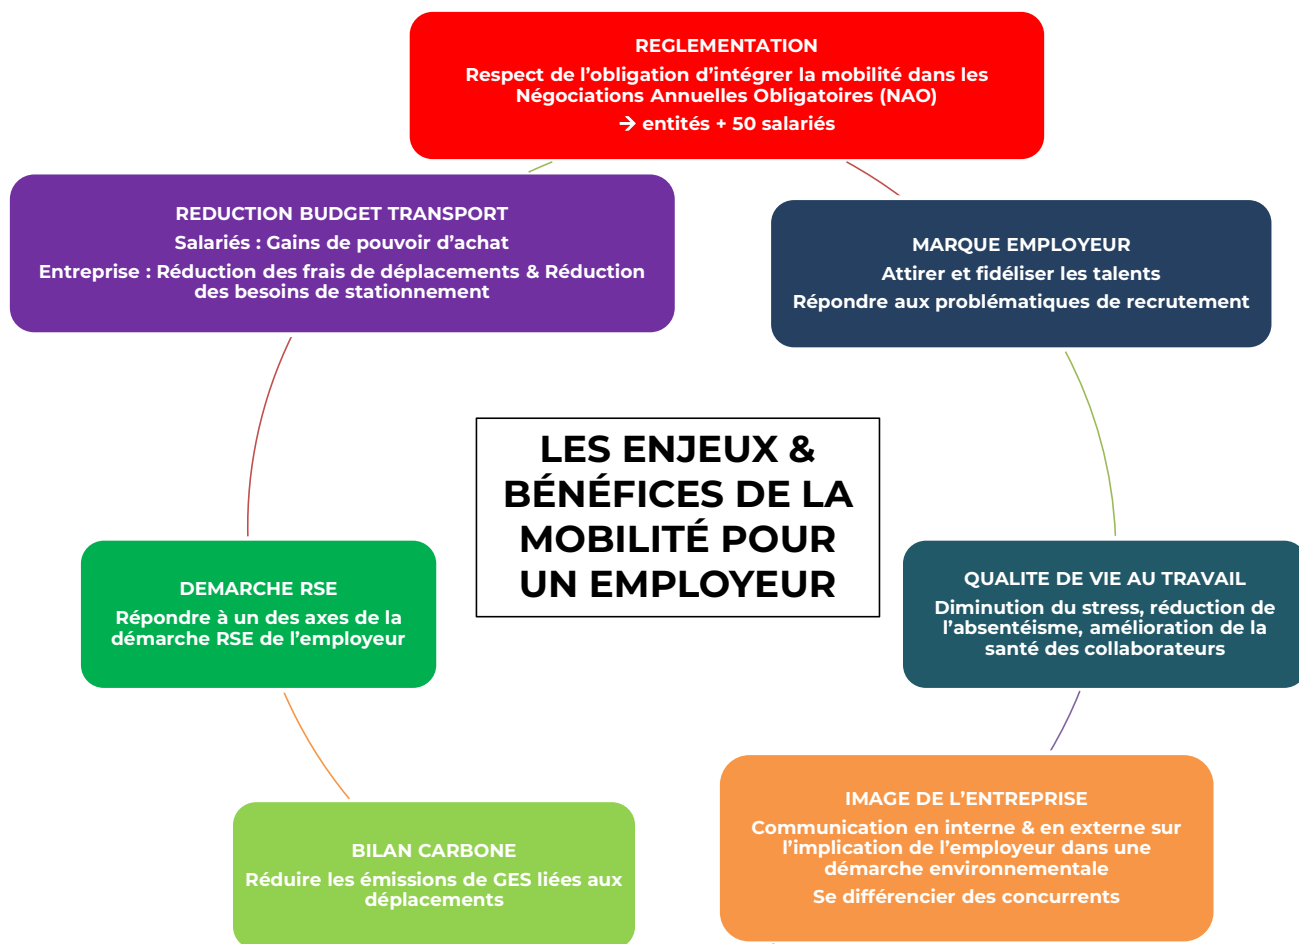 REGLEMENTATION
Respect de l’obligation d’intégrer la mobilité dans les
Négociations Annuelles Obligatoires (NAO)
→ entités + 50 salariés
REDUCTION BUDGET TRANSPORT
Salariés : Gains de pouvoir d’achat
Entreprise : Réduction des frais de déplacements & Réduction
des besoins de stationnement
MARQUE EMPLOYEUR
Attirer et fidéliser les talents
Répondre aux problématiques de recrutement
LES ENJEUX &
BÉNÉFICES DE LA
MOBILITÉ POUR
UN EMPLOYEUR
DEMARCHE RSE
Répondre à un des axes de la
démarche RSE de l’employeur
QUALITE DE VIE AU TRAVAIL
Diminution du stress, réduction de
l’absentéisme, amélioration de la
santé des collaborateurs
BILAN CARBONE
Réduire les émissions de GES liées aux
déplacements
IMAGE DE L’ENTREPRISE
Communication en interne & en externe sur
l’implication de l’employeur dans une
démarche environnementale
Se différencier des concurrents